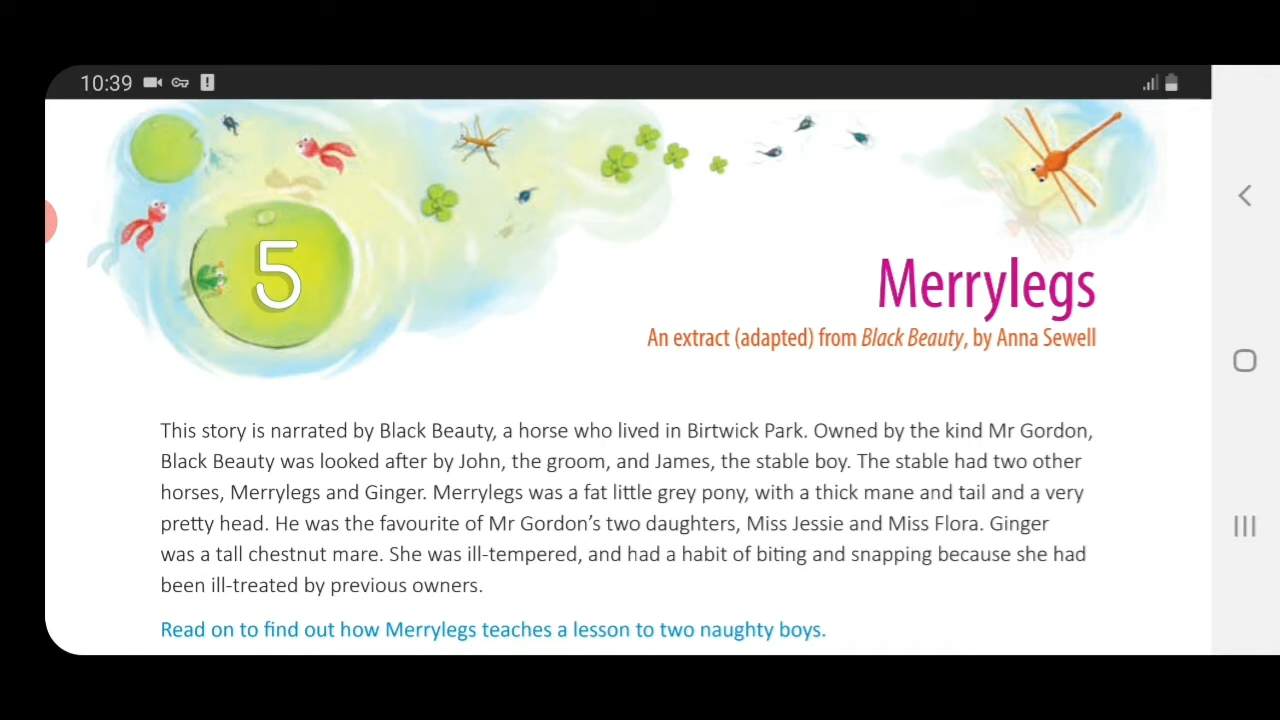 10:39
5
Merrylegs
An extract (adapted) from Black Beauty, by Anna Sewell
This story is narrated by Black Beauty, a horse who lived in Birtwick Park. Owned by the kind Mr Gordon,
Black Beauty was looked after by John, the groom, and James, the stable boy. The stable had two other
horses, Merrylegs and Ginger. Merrylegs was a fat little grey pony, with a thick mane and tail and a very
pretty head. He was the favourite of Mr Gordon’s two daughters, Miss Jessie and Miss Flora. Ginger
was a tall chestnut mare. She was ill-tempered, and had a habit of biting and snapping because she had
been ill-treated by previous owners.
Read on to find out how Merrylegs teaches a lesson to two naughty boys.